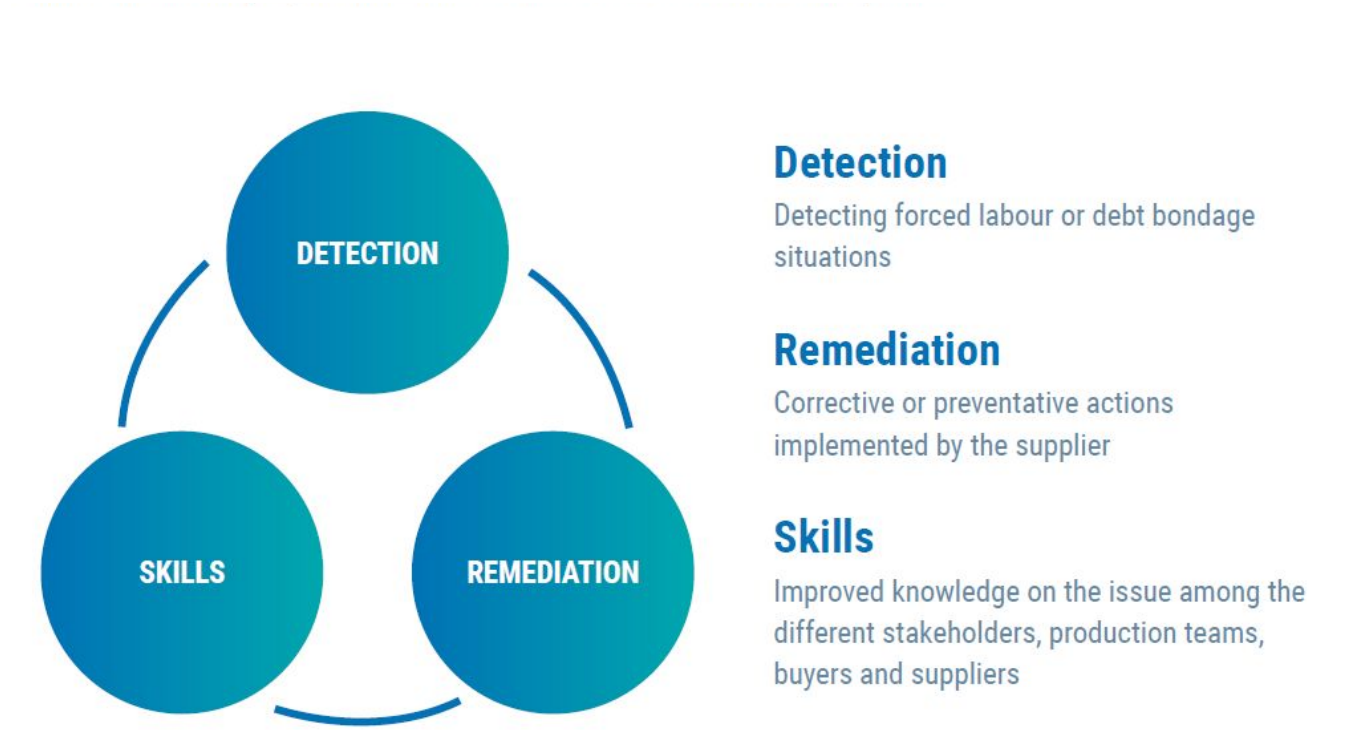 DETECTION
SKILLS
REMEDIATION
Detection
Detecting forced labour or debt bondage
situations
Remediation
Corrective or preventative actions
implemented by the supplier
Skills
Improved knowledge on the issue among the
different stakeholders, production teams,
buyers and suppliers